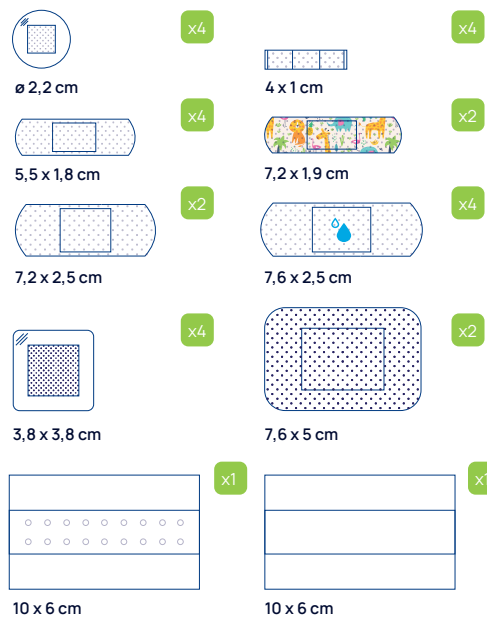 x4
x4
ø 2,2 cm
4 x 1 cm
x4
x2
5,5 x 1,8 cm
7,2 x 1,9 cm
x2
x4
7,2 x 2,5 cm
7,6 x 2,5 cm
x4
x2
3,8 x 3,8 cm
7,6 x 5 cm
x1
x1
10 x 6 cm
10 x 6 cm